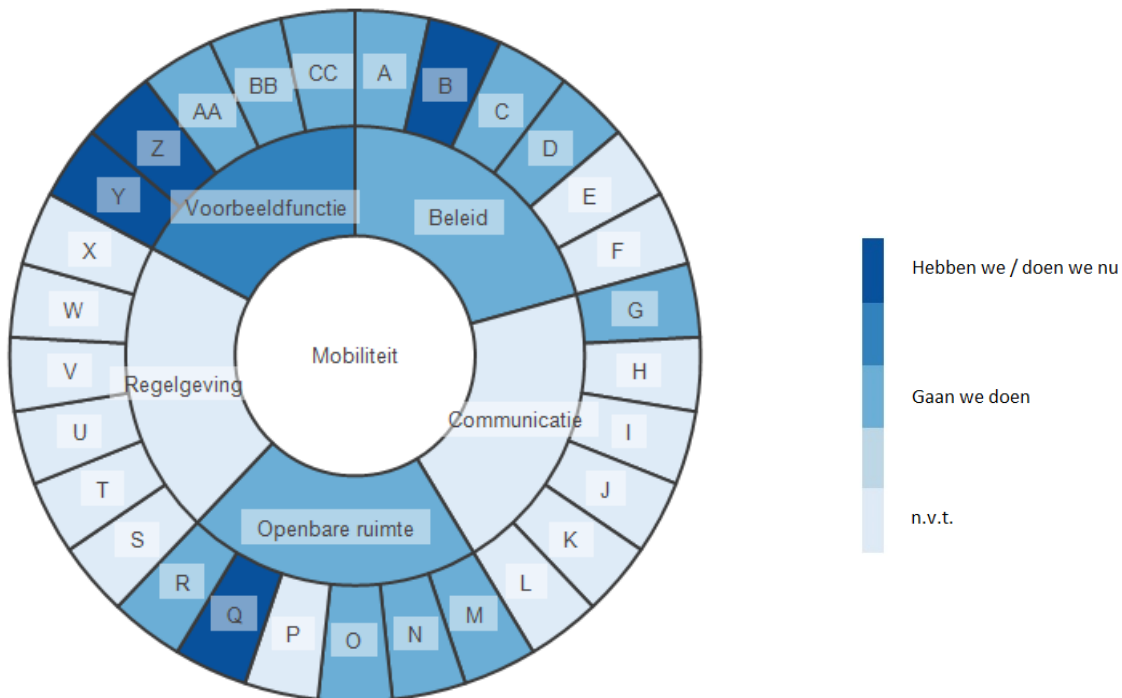 CC
A
B
C
D
E
F
G
H
I
J
K
L
M
N
O
P
Q
R
S
T
U
V
W
X
Y
Z
AA
BB
Voorbeeldfunctie
Beleid
Communicatie
Openbare ruimte
Regelgeving
Mobiliteit
Hebben we / doen we nu
Gaan we doen
n.v.t.